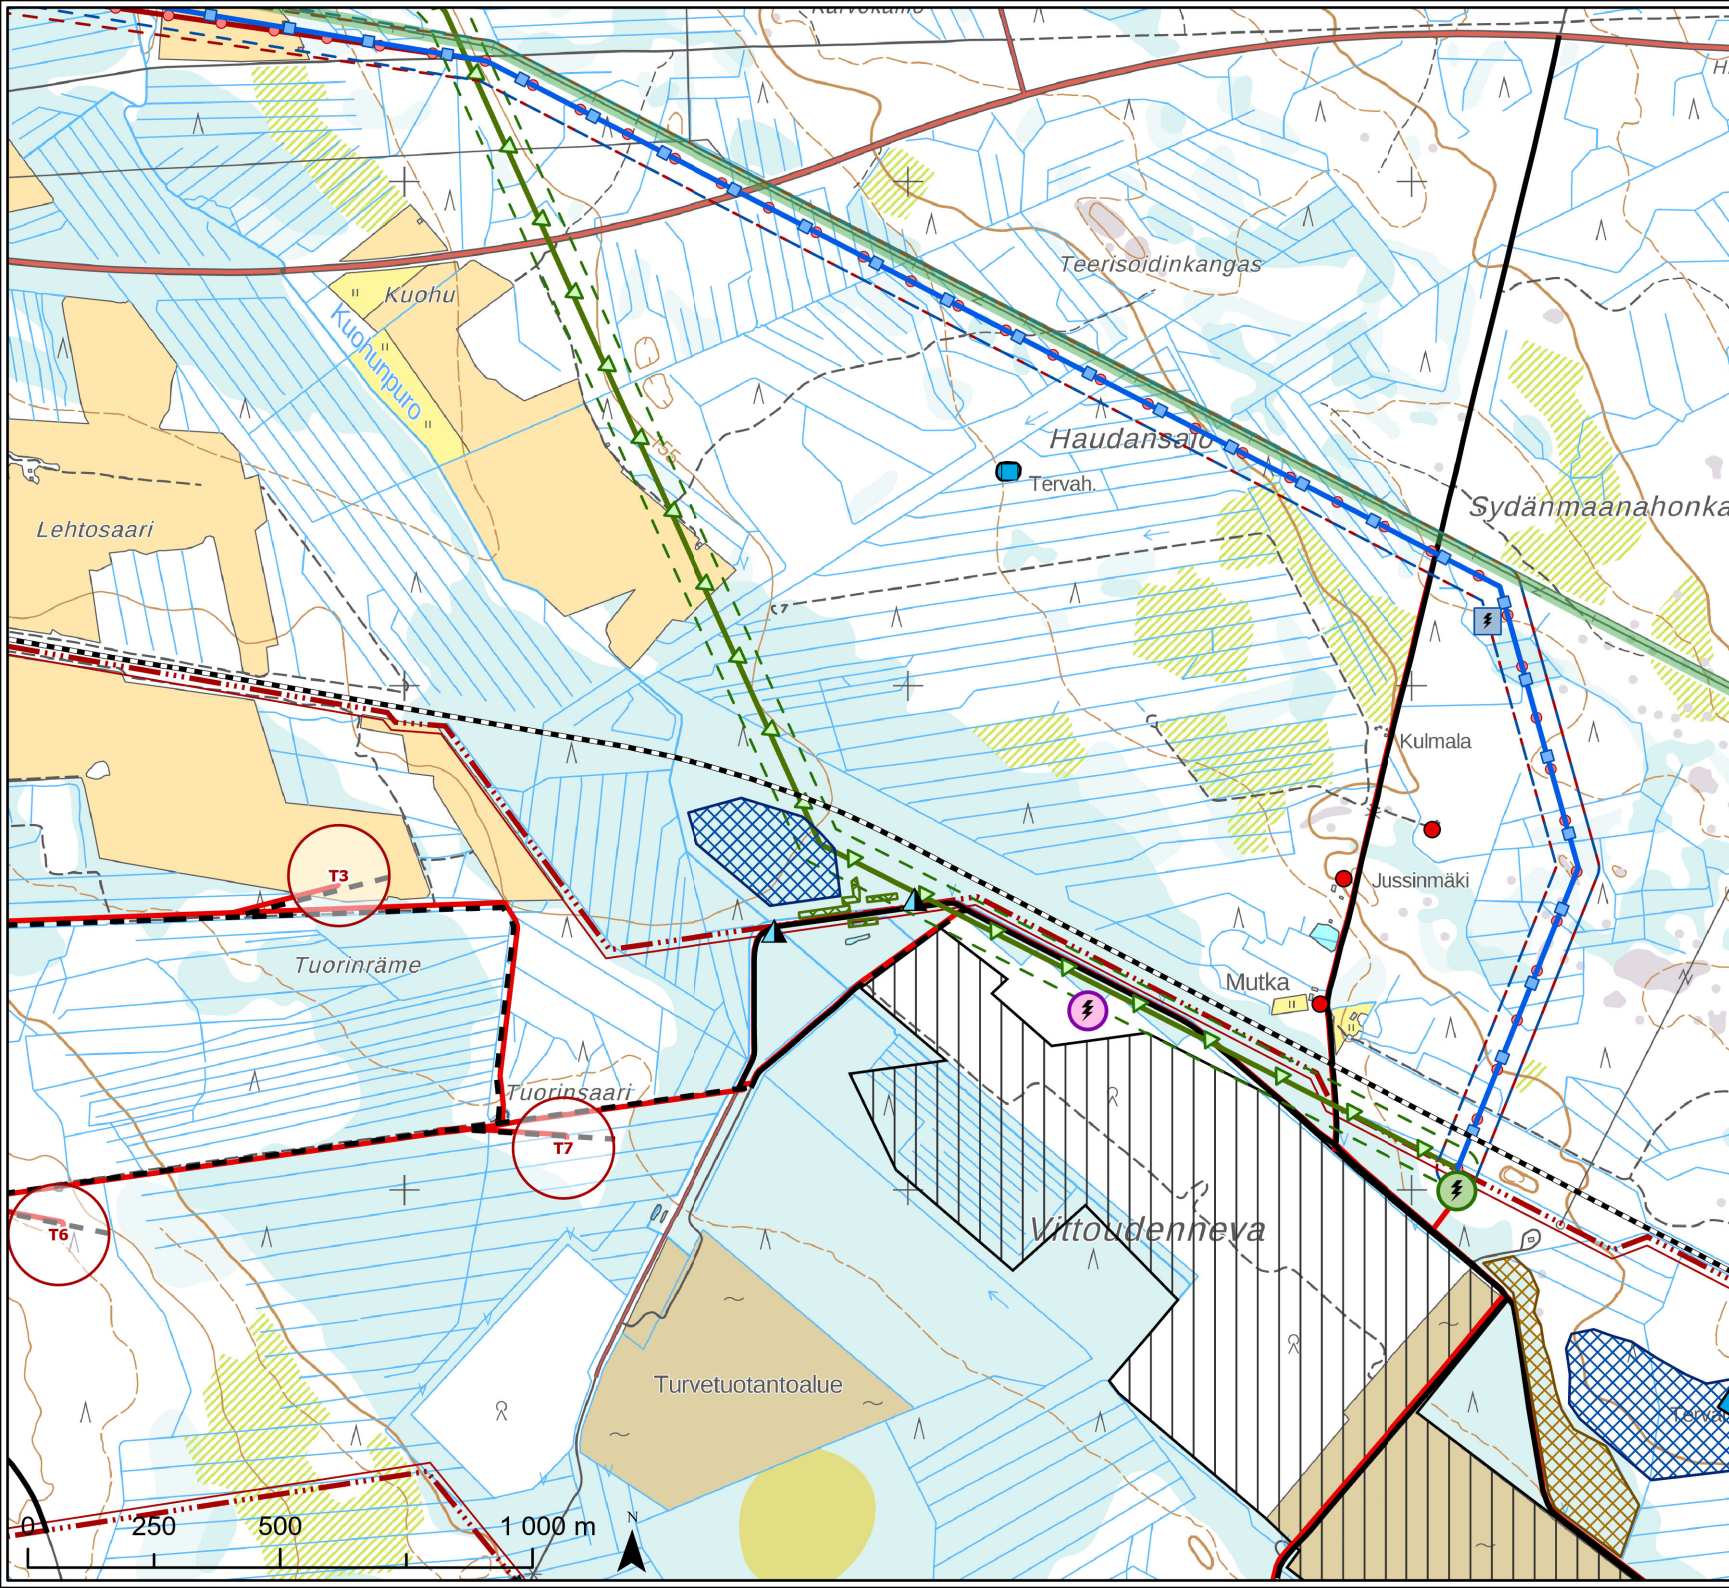 Teerisoidinkangas
Kuohu
Kuohunpuro
Haudansalo
55
Tervah.
Sydänmaanahonka
Lehtosaari
Kulmala
T3
Jussinmäki
Tuorinräme
Mutka
Tuorinsaari
T7
T6
Vittoudenneva
Turvetuotantoalue
0 250 500 1 000 m
N